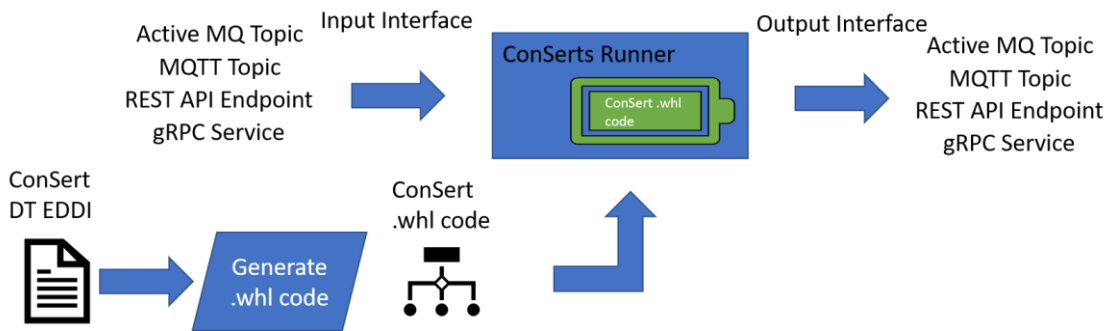 Input Interface
Active MQ Topic
MQTT Topic
REST API Endpoint
gRPC Service
ConSerts Runner
ConSert .whl
code
Output Interface
Active MQ Topic
MQTT Topic
REST API Endpoint
gRPC Service
ConSert
DT EDDI
Generate
.whl code
ConSert
.whl code